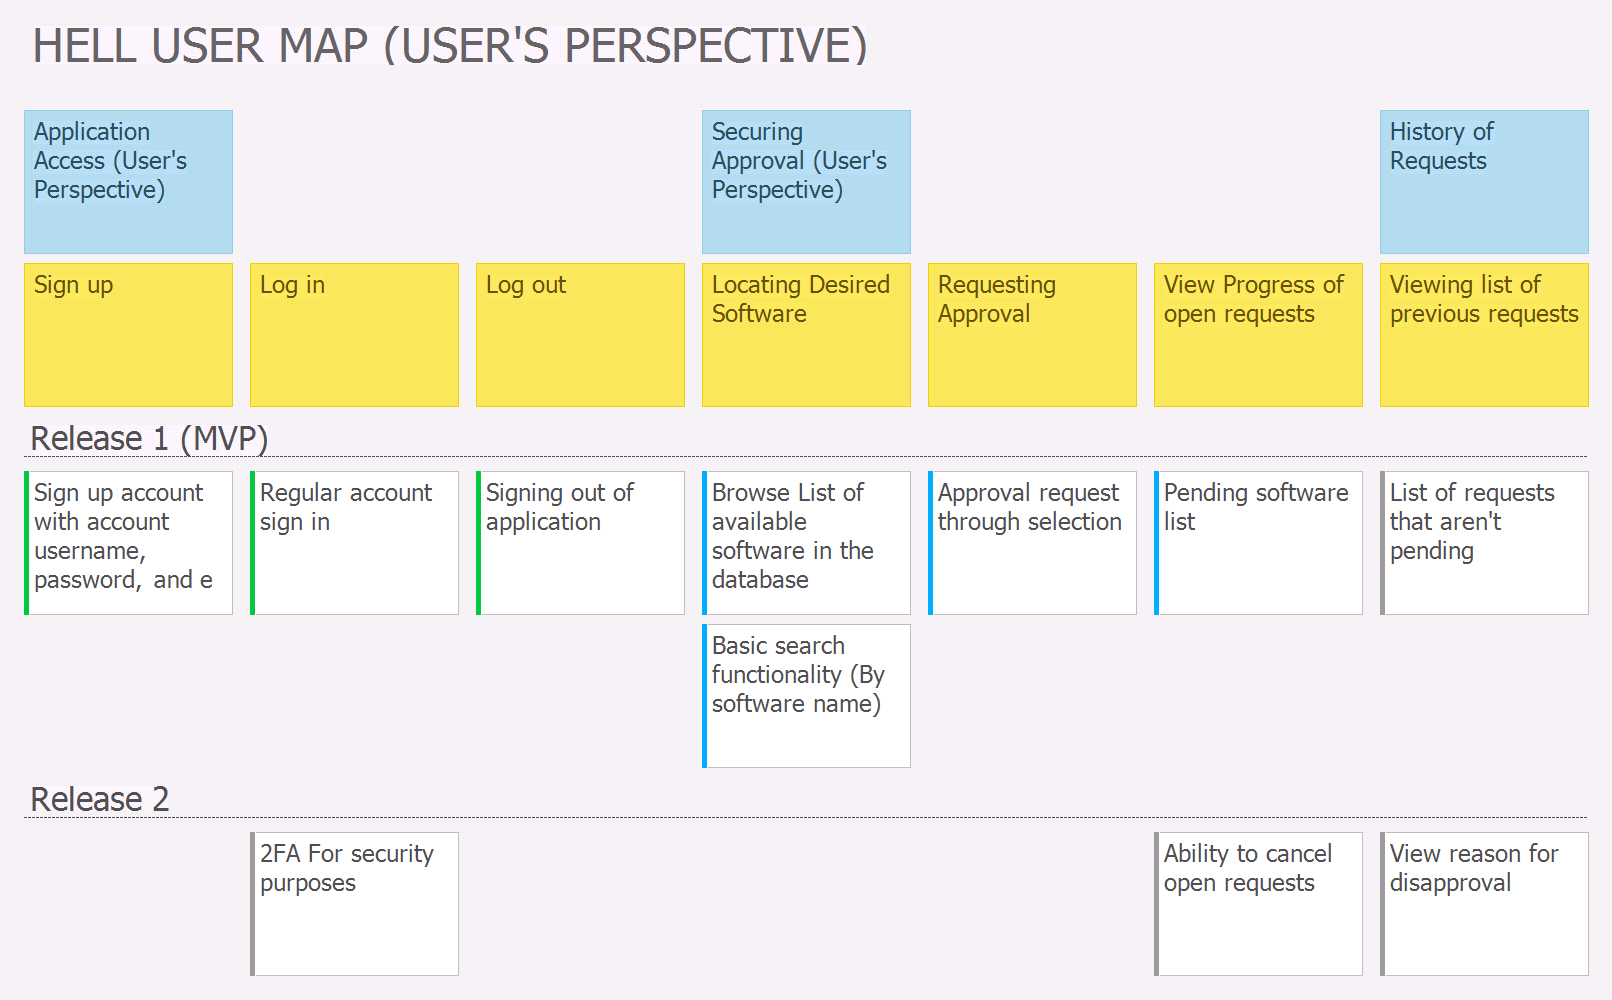 HELL USER MAP (USER'S PERSPECTIVE)
Application
Access (User's
Perspective)
Securing
Approval (User's
Perspective)
History of
Requests
Sign up
Log in
Log out
Locating Desired
Software
Requesting
Approval
View Progress of
open requests
Viewing list of
previous requests
Release 1 (MVP)
Sign up account
with account
username,
password, and e
Regular account
sign in
Signing out of
application
Browse List of
available
software in the
database
Approval request
through selection
Pending software
list
List of requests
that aren't
pending
Basic search
functionality (By
software name)
Release 2
2FA For security
purposes
Ability to cancel
open requests
View reason for
disapproval